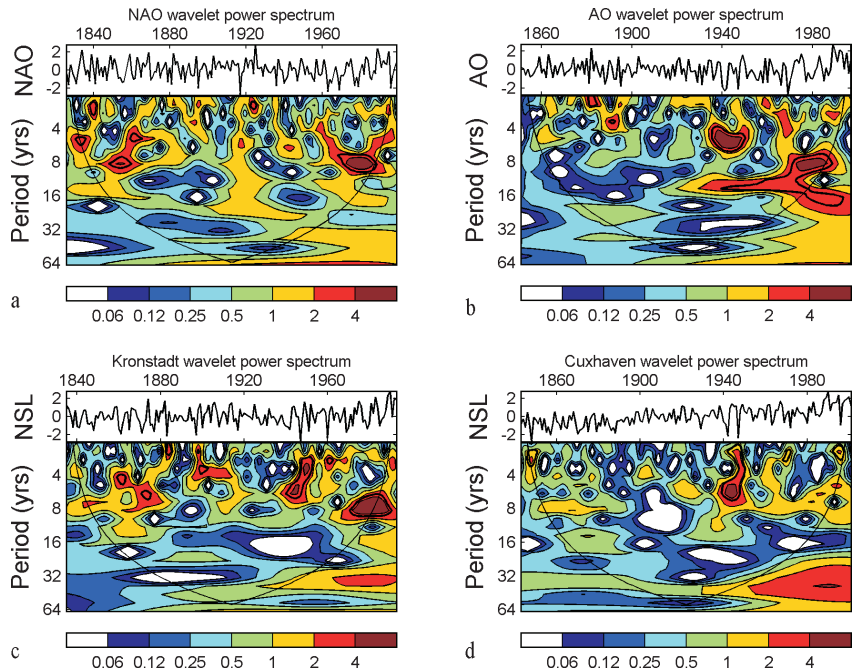 NAO wavelet power spectrum
1840 1880 1920 1960
NAO
2
0
-2
Period (yrs)
4
8
16
32
64
0.06 0.12 0.25 0.5 1 2 4
a
AO wavelet power spectrum
1860 1900 1940 1980
AO
2
0
-2
Period (yrs)
4
8
16
32
64
0.06 0.12 0.25 0.5 1 2 4
b
Kronstadt wavelet power spectrum
1840 1880 1920 1960
NSL
2
0
-2
Period (yrs)
4
8
16
32
64
0.06 0.12 0.25 0.5 1 2 4
c
Cuxhaven wavelet power spectrum
1860 1900 1940 1980
NSL
2
0
-2
Period (yrs)
4
8
16
32
64
0.06 0.12 0.25 0.5 1 2 4
d